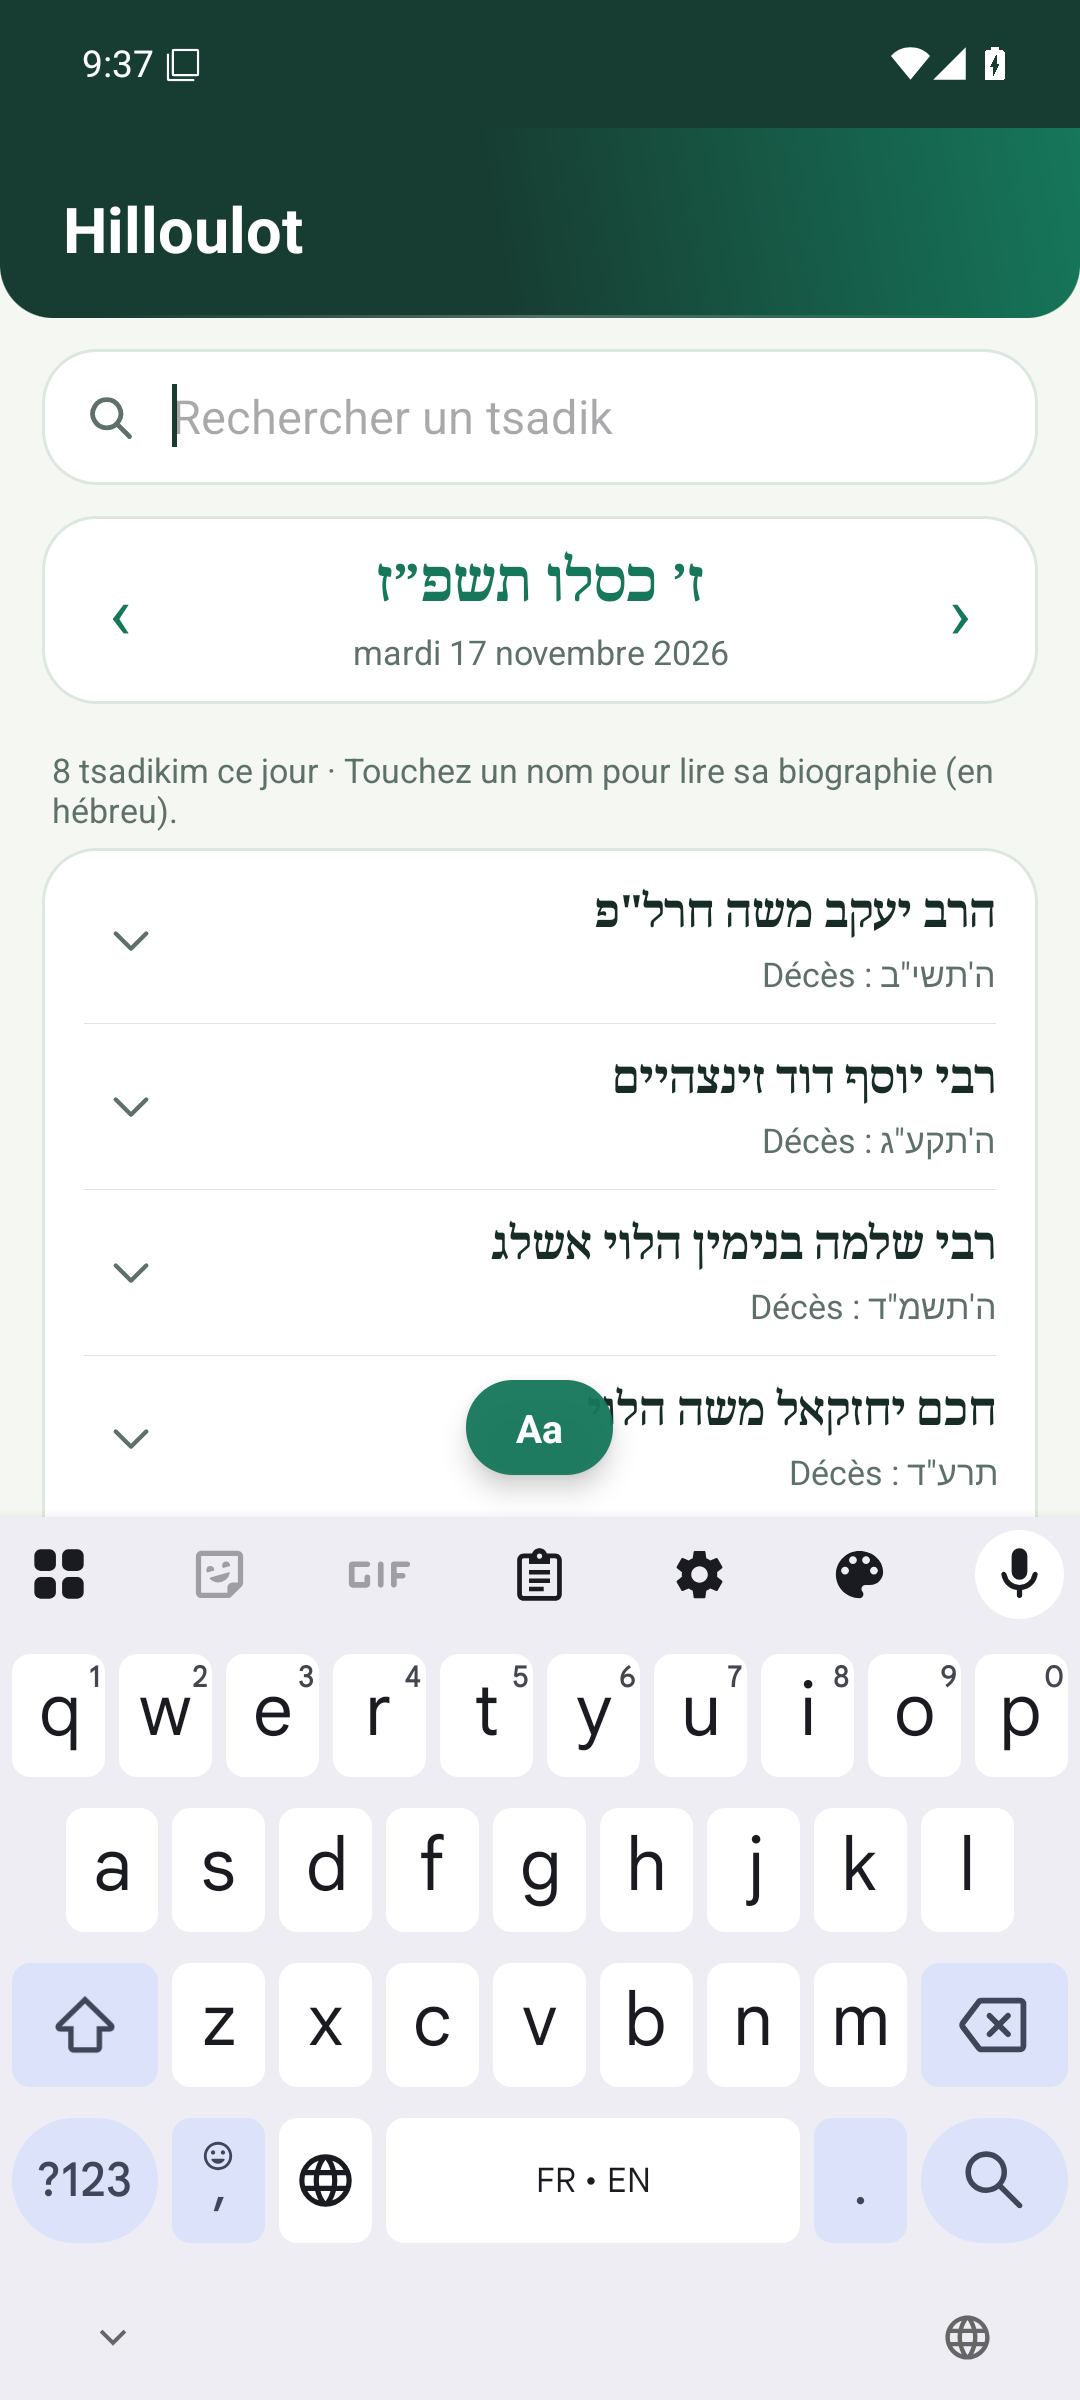 9:37
Hilloulot
Rechercher un tsadik
ז׳ כסלו תשפ״ז
mardi 17 novembre 2026
8 tsadikim ce jour · Touchez un nom pour lire sa biographie (en
hébreu).
הרב יעקב משה חרל"פ
Décès : ה'תשי"ב
רבי יוסף דוד זינצהיים
Décès : ה'תקע"ג
רבי שלמה בנימין הלוי אשלג
Décès : ה'תשמ"ד
חכם יחזקאל משה הלוי
Décès : תרע"ד
Aa
GIF
q 1 w 2 e 3 r 4 t 5 y 6 u 7 i 8 o 9 p 0
a s d f g h j k l
z x c v b n m
?123 , FR • EN .